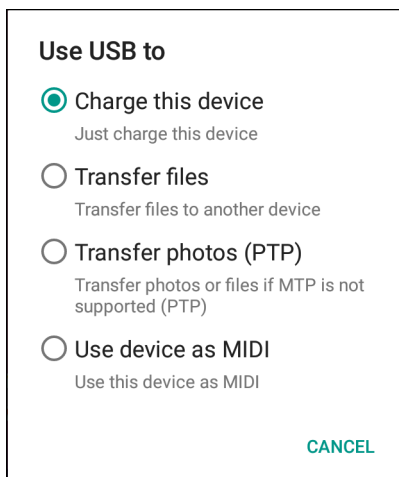 Use USB to
Charge this device
Just charge this device
Transfer files
Transfer files to another device
Transfer photos (PTP)
Transfer photos or files if MTP is not
supported (PTP)
Use device as MIDI
Use this device as MIDI
CANCEL